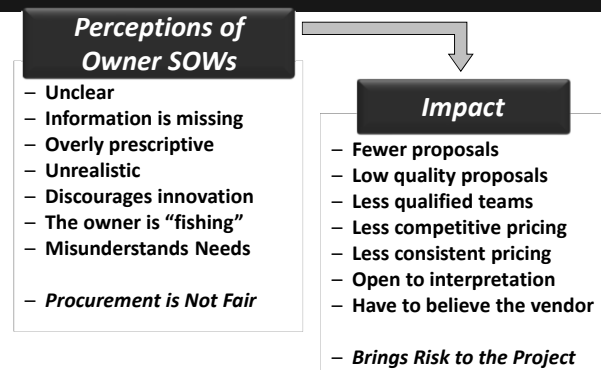 Perceptions of
Owner SOWs
– Unclear
– Information is missing
– Overly prescriptive
– Unrealistic
– Discourages innovation
– The owner is “fishing”
– Misunderstands Needs
– Procurement is Not Fair
Impact
– Fewer proposals
– Low quality proposals
– Less qualified teams
– Less competitive pricing
– Less consistent pricing
– Open to interpretation
– Have to believe the vendor
– Brings Risk to the Project